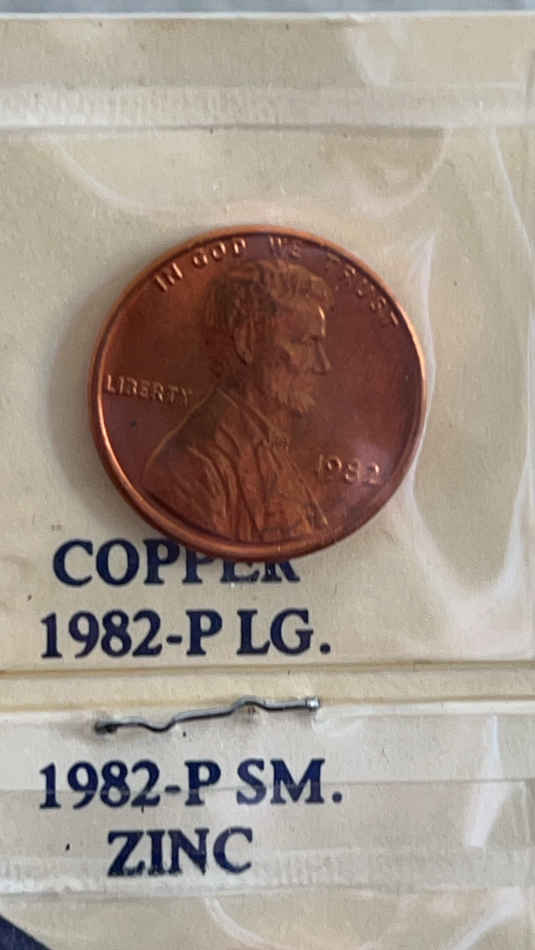 IN GOD WE TRUST
LIBERTY
1982
COPPER
1982-P LG.
1982-P SM.
ZINC